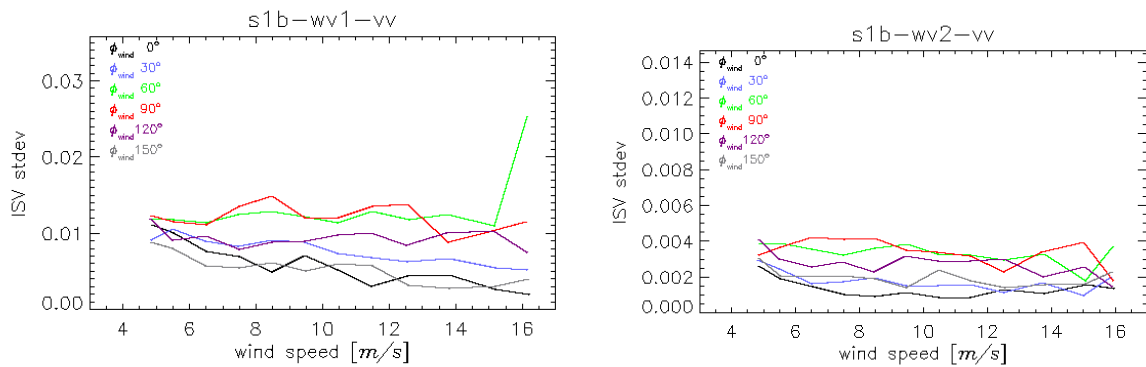 s1b-wv1-vv
ϕwind 0°
ϕwind 30°
ϕwind 60°
ϕwind 90°
ϕwind 120°
ϕwind 150°
0.03
0.02
0.01
0.00
ISV stdev
4 6 8 10 12 14 16
wind speed [m/s]
s1b-wv2-vv
ϕwind 0°
ϕwind 30°
ϕwind 60°
ϕwind 90°
ϕwind 120°
ϕwind 150°
0.014
0.012
0.010
0.008
0.006
0.004
0.002
0.000
ISV stdev
4 6 8 10 12 14 16
wind speed [m/s]